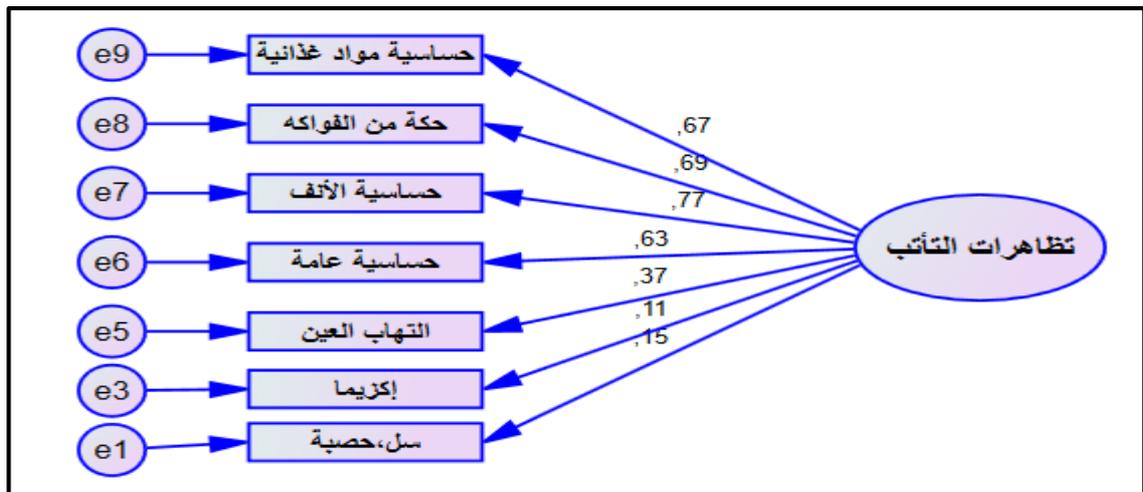 e9
حساسية مواد غذائية
e8
حكة من الفواكه
e7
حساسية الأنف
e6
حساسية عامة
e5
التهاب العين
e3
إكزيما
e1
سل،حصبة
,67
,69
,77
,63
,37
,11
,15
تظاهرات التأتب